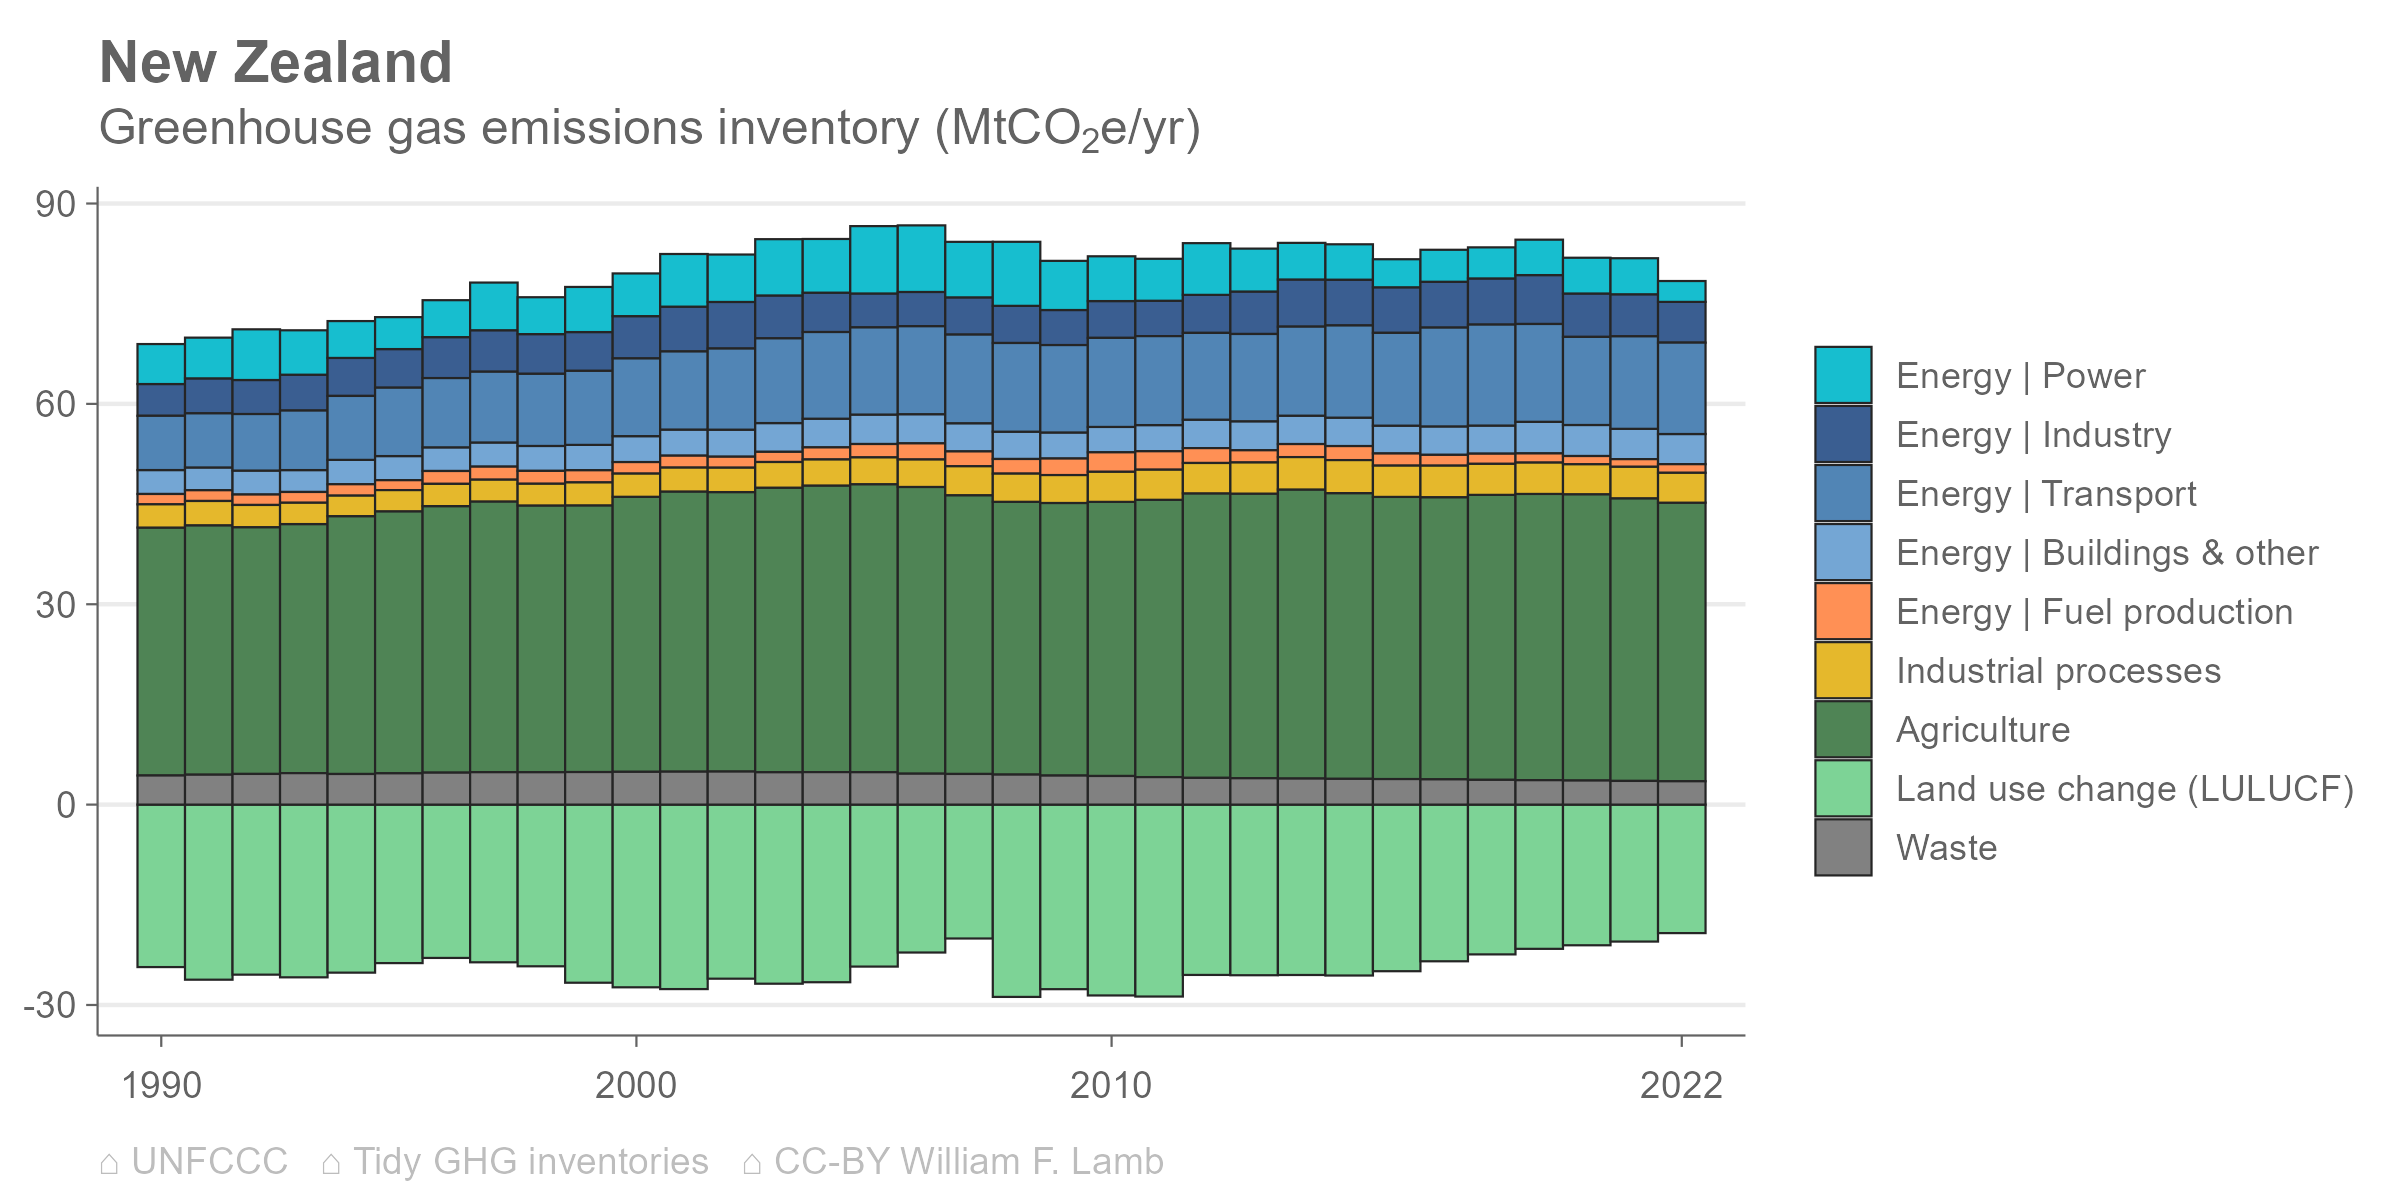 New Zealand
Greenhouse gas emissions inventory (MtCO₂e/yr)
90
60
30
0
-30
1990 2000 2010 2022
Energy | Power
Energy | Industry
Energy | Transport
Energy | Buildings & other
Energy | Fuel production
Industrial processes
Agriculture
Land use change (LULUCF)
Waste
⌂ UNFCCC ⌂ Tidy GHG inventories ⌂ CC-BY William F. Lamb